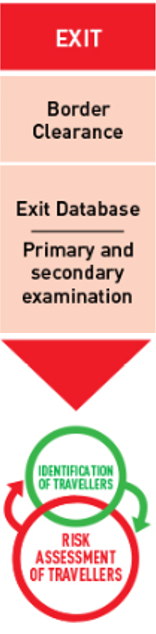 EXIT
Border
Clearance
Exit Database
Primary and
secondary
examination
IDENTIFICATION
OF TRAVELLERS
RISK
ASSESSMENT
OF TRAVELLERS